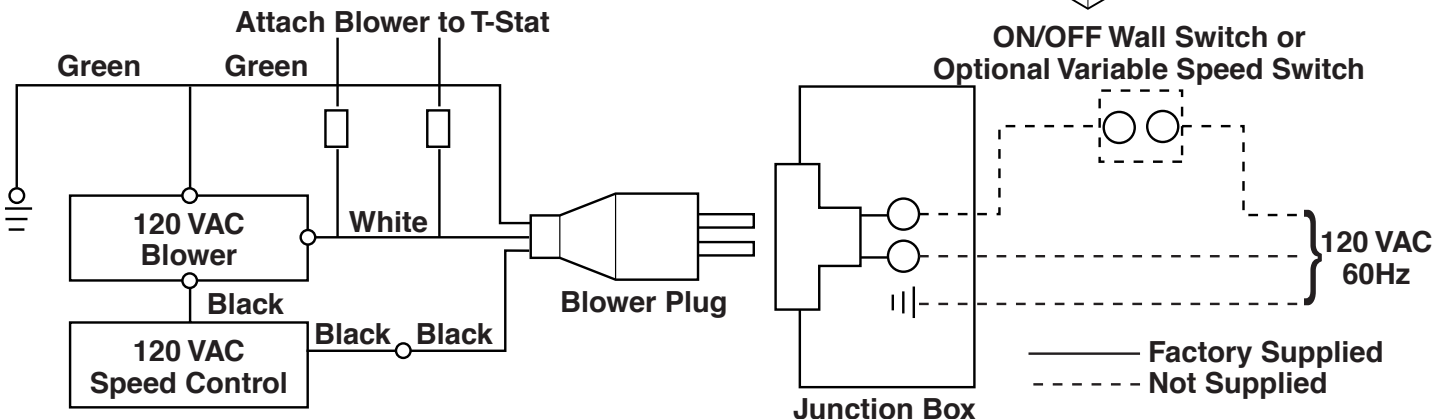 Attach Blower to T-Stat
Green
Green
ON/OFF Wall Switch or
Optional Variable Speed Switch
120 VAC
Blower
White
Black
Blower Plug
120 VAC
60Hz
120 VAC
Speed Control
Black
Black
Junction Box
Factory Supplied
Not Supplied